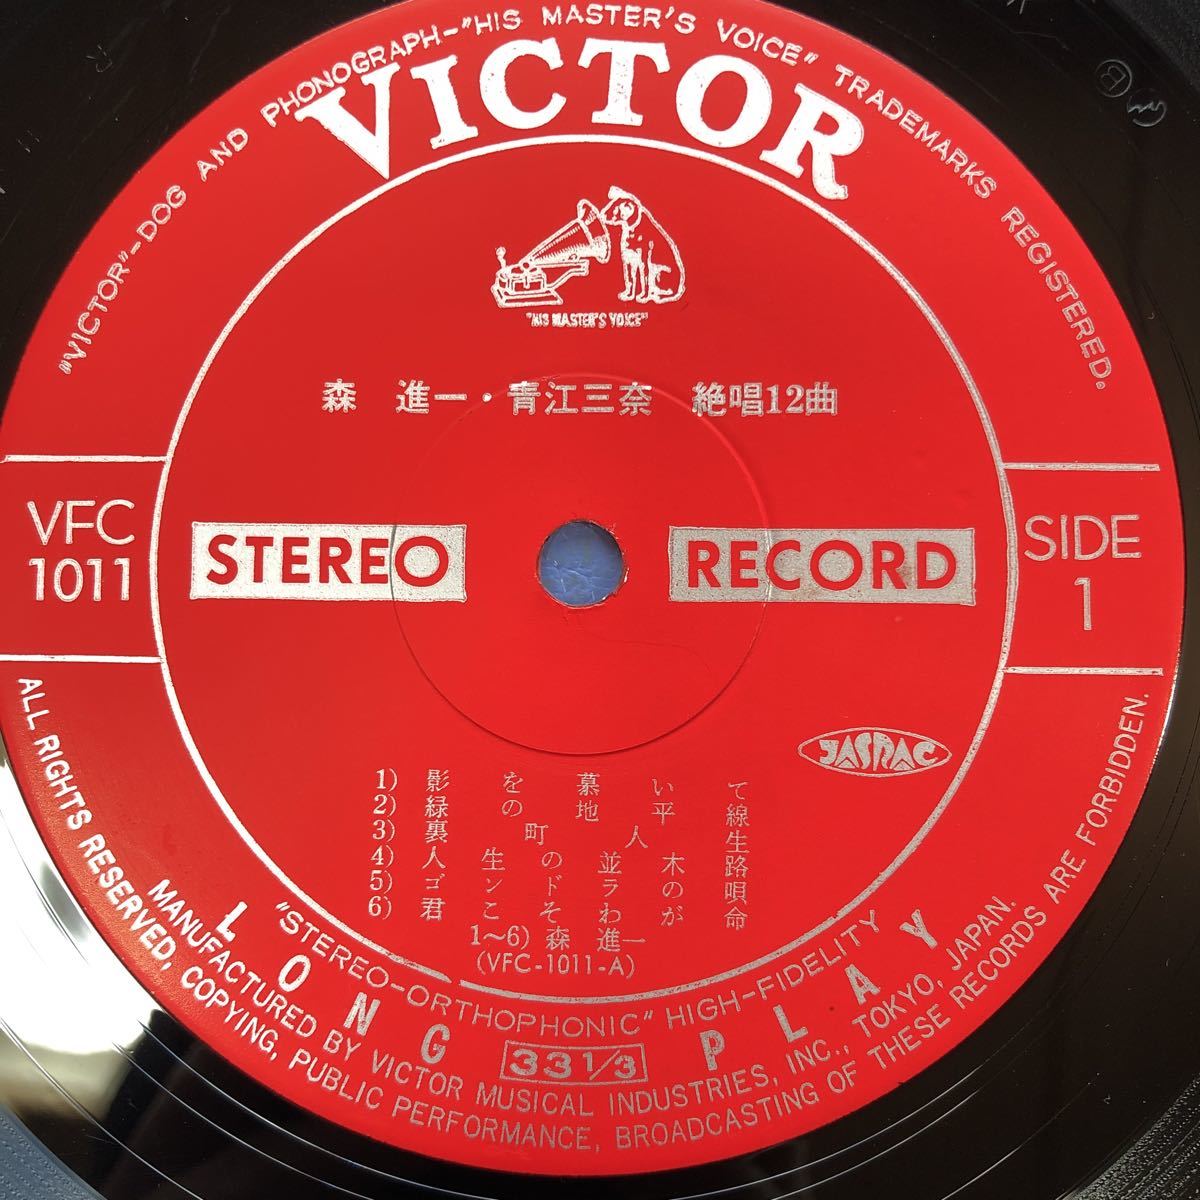 "VICTOR"–DOG AND PHONOGRAPH–"HIS MASTER'S VOICE" TRADEMARKS REGISTERED.
VICTOR
"HIS MASTER'S VOICE"
森 進一・青江三奈 絶唱12曲
VFC
1011
STEREO
RECORD
SIDE
1
JASRAC
1) 影を慕いて
2) 緑の地平線
3) 裏町人生
4) 人生の並木路
5) ゴンドラの唄
6) 君こそわが命
1〜6) 森 進一
(VFC-1011-A)
"STEREO–ORTHOPHONIC" HIGH–FIDELITY
LONG 33 1/3 PLAY
MANUFACTURED BY VICTOR MUSICAL INDUSTRIES, INC., TOKYO, JAPAN.
ALL RIGHTS RESERVED, COPYING, PUBLIC PERFORMANCE, BROADCASTING OF THESE RECORDS ARE FORBIDDEN.